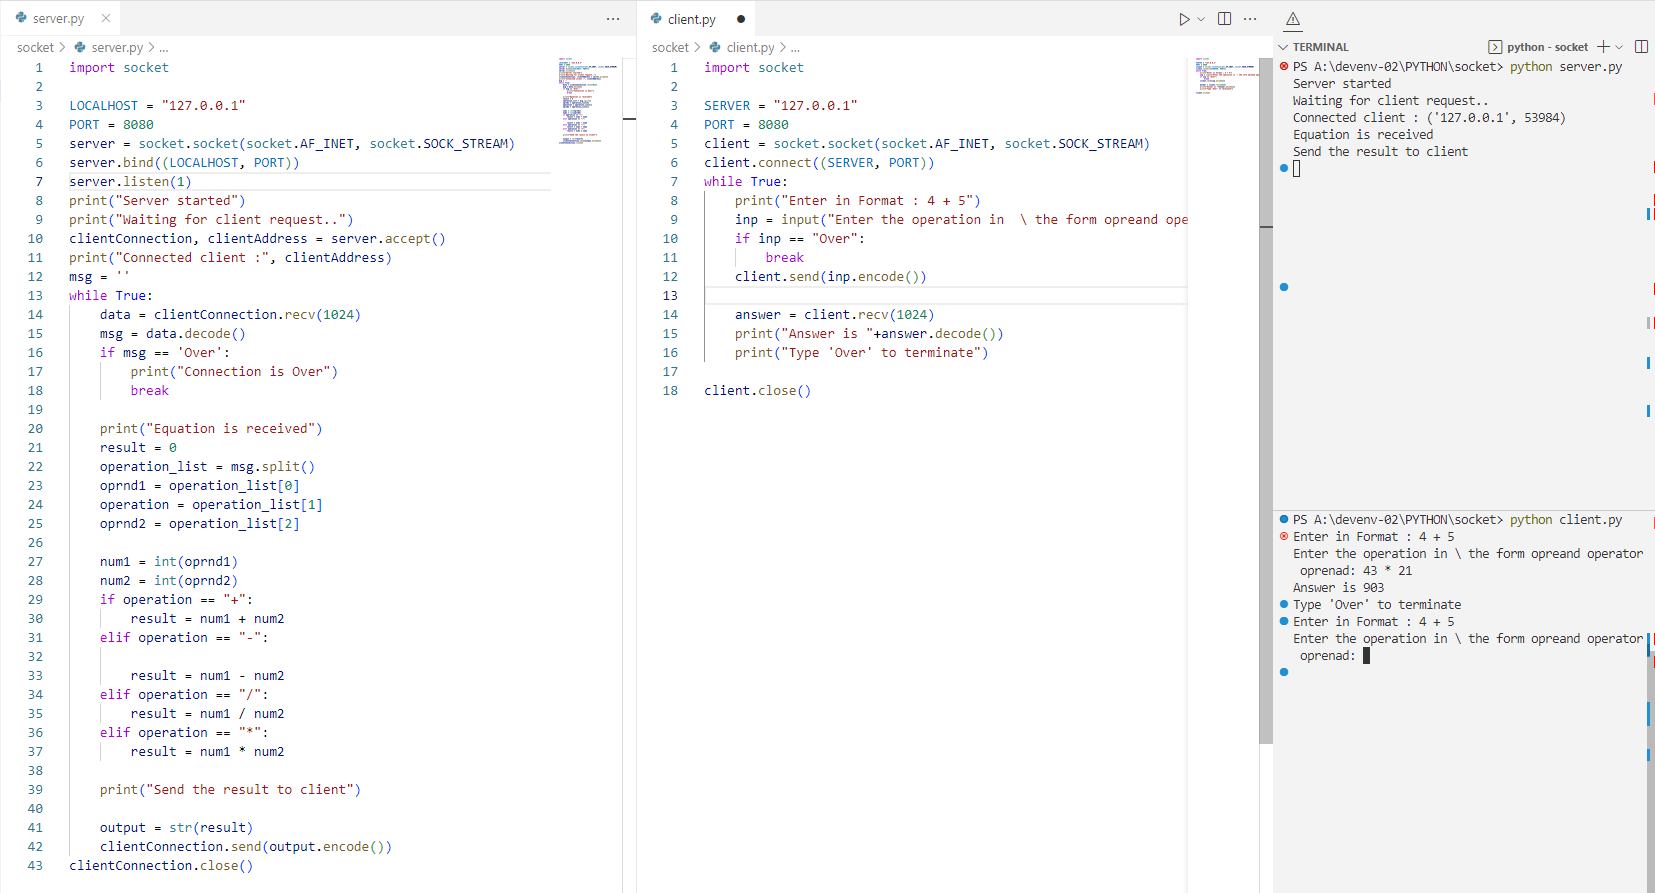 server.py
socket > server.py > ...
1 import socket
2
3 LOCALHOST = "127.0.0.1"
4 PORT = 8080
5 server = socket.socket(socket.AF_INET, socket.SOCK_STREAM)
6 server.bind((LOCALHOST, PORT))
7 server.listen(1)
8 print("Server started")
9 print("Waiting for client request..")
10 clientConnection, clientAddress = server.accept()
11 print("Connected client :", clientAddress)
12 msg = ''
13 while True:
14 data = clientConnection.recv(1024)
15 msg = data.decode()
16 if msg == 'Over':
17 print("Connection is Over")
18 break
19
20 print("Equation is received")
21 result = 0
22 operation_list = msg.split()
23 oprnd1 = operation_list[0]
24 operation = operation_list[1]
25 oprnd2 = operation_list[2]
26
27 num1 = int(oprnd1)
28 num2 = int(oprnd2)
29 if operation == "+":
30 result = num1 + num2
31 elif operation == "-":
32
33 result = num1 - num2
34 elif operation == "/":
35 result = num1 / num2
36 elif operation == "*":
37 result = num1 * num2
38
39 print("Send the result to client")
40
41 output = str(result)
42 clientConnection.send(output.encode())
43 clientConnection.close()
client.py
socket > client.py > ...
1 import socket
2
3 SERVER = "127.0.0.1"
4 PORT = 8080
5 client = socket.socket(socket.AF_INET, socket.SOCK_STREAM)
6 client.connect((SERVER, PORT))
7 while True:
8 print("Enter in Format : 4 + 5")
9 inp = input("Enter the operation in  \ the form opreand ope
10 if inp == "Over":
11 break
12 client.send(inp.encode())
13
14 answer = client.recv(1024)
15 print("Answer is "+answer.decode())
16 print("Type 'Over' to terminate")
17
18 client.close()
TERMINAL
python - socket
PS A:\devenv-02\PYTHON\socket> python server.py
Server started
Waiting for client request..
Connected client : ('127.0.0.1', 53984)
Equation is received
Send the result to client
PS A:\devenv-02\PYTHON\socket> python client.py
Enter in Format : 4 + 5
Enter the operation in \ the form opreand operator
oprenad: 43 * 21
Answer is 903
Type 'Over' to terminate
Enter in Format : 4 + 5
Enter the operation in \ the form opreand operator
oprenad: